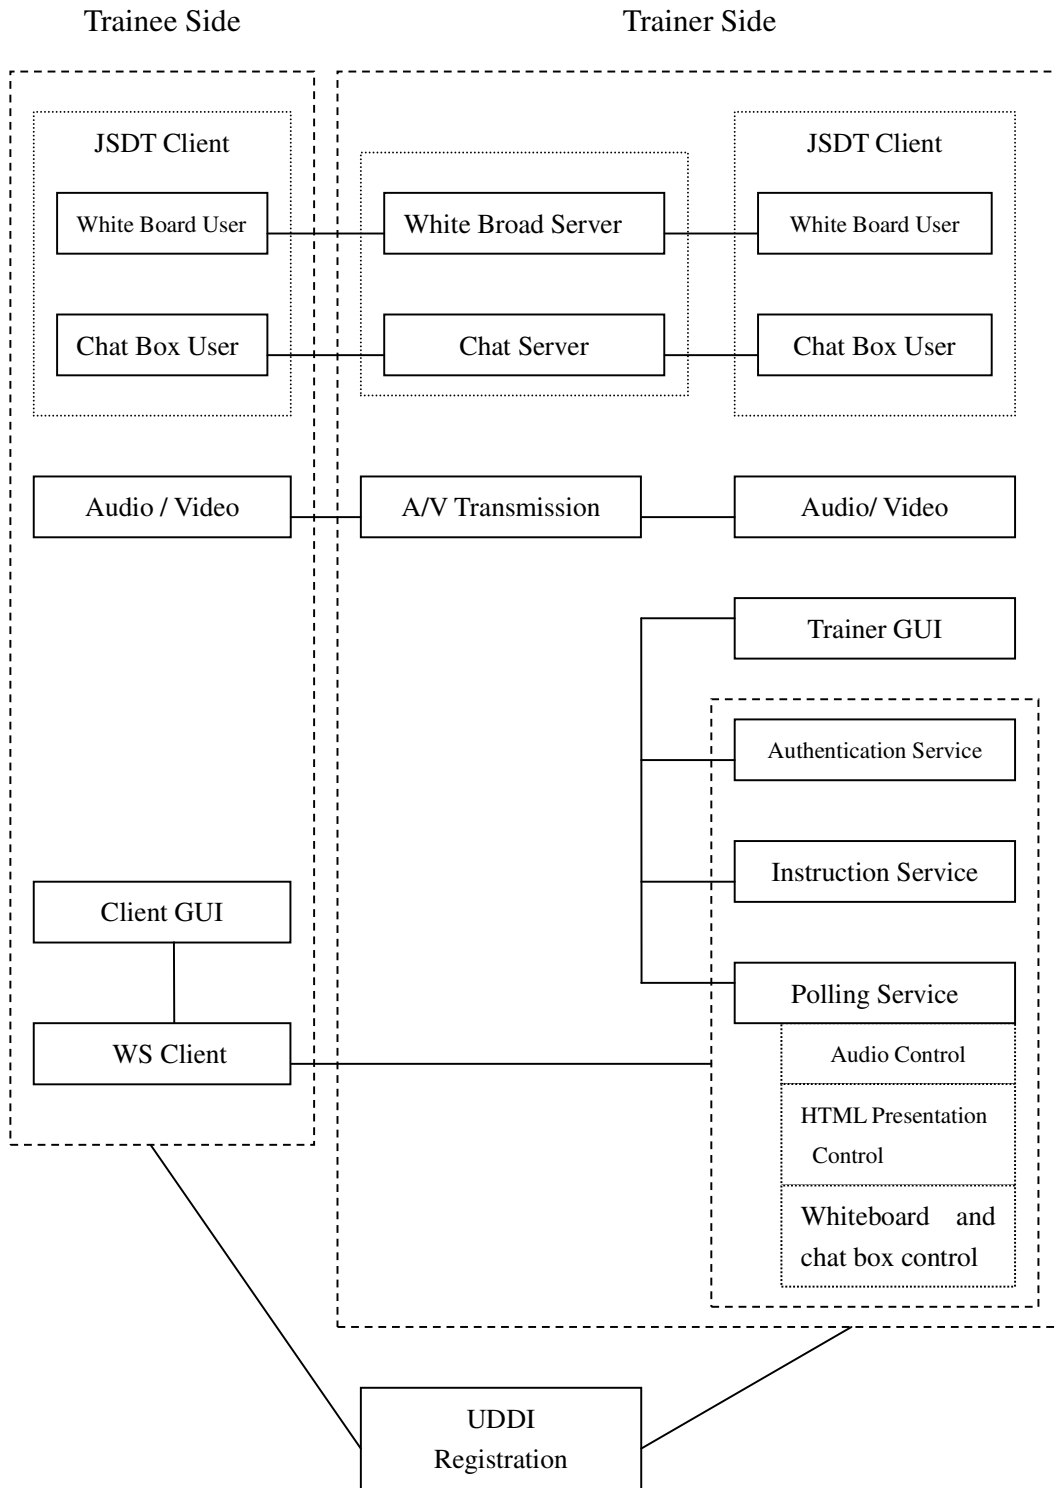 Trainee Side
Trainer Side
JSDT Client
JSDT Client
White Board User
White Broad Server
White Board User
Chat Box User
Chat Server
Chat Box User
Audio / Video
A/V Transmission
Audio/ Video
Trainer GUI
Authentication Service
Instruction Service
Client GUI
Polling Service
WS Client
Audio Control
HTML Presentation
Control
Whiteboard and
chat box control
UDDI
Registration